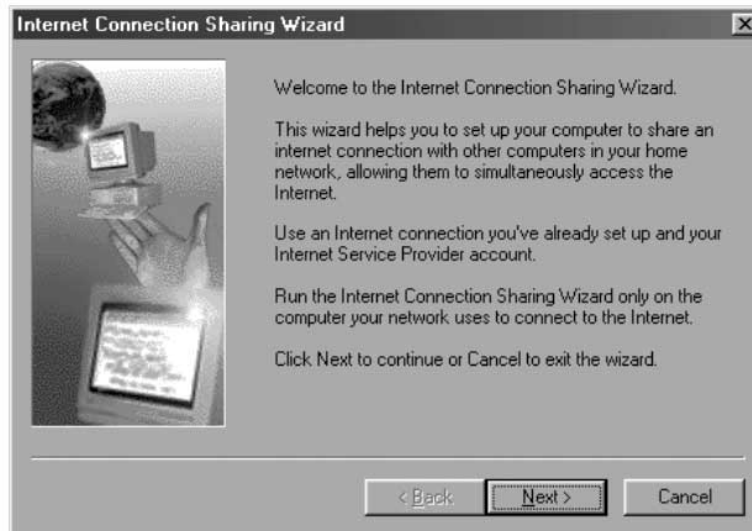 Internet Connection Sharing Wizard
Welcome to the Internet Connection Sharing Wizard.
This wizard helps you to set up your computer to share an
internet connection with other computers in your home
network, allowing them to simultaneously access the
Internet.
Use an Internet connection you've already set up and your
Internet Service Provider account.
Run the Internet Connection Sharing Wizard only on the
computer your network uses to connect to the Internet.
Click Next to continue or Cancel to exit the wizard.
< Back Next > Cancel